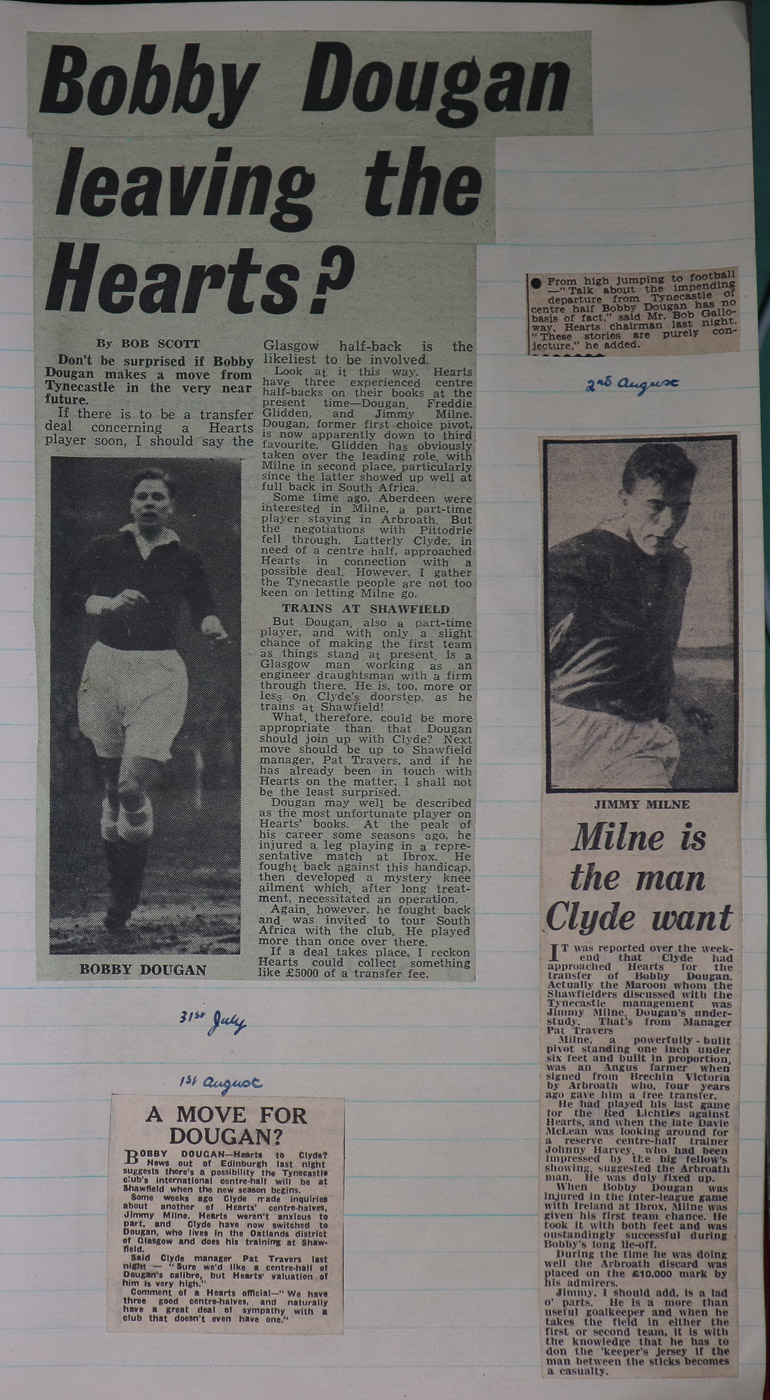 Bobby Dougan
leaving the
Hearts?
By BOB SCOTT
Don't be surprised if Bobby
Dougan makes a move from
Tynecastle in the very near
future.
If there is to be a transfer
deal concerning a Hearts
player soon, I should say the
BOBBY DOUGAN
Glasgow half-back is the
likeliest to be involved.
Look at it this way. Hearts
have three experienced centre
half-backs on their books at the
present time—Dougan, Freddie
Glidden, and Jimmy Milne.
Dougan, former first choice pivot,
is now apparently down to third
favourite. Glidden has obviously
taken over the leading role, with
Milne in second place, particularly
since the latter showed up well at
full back in South Africa.
Some time ago, Aberdeen were
interested in Milne, a part-time
player staying in Arbroath. But
the negotiations with Pittodrie
fell through. Latterly Clyde, in
need of a centre half, approached
Hearts in connection with a
possible deal. However, I gather
the Tynecastle people are not too
keen on letting Milne go.
TRAINS AT SHAWFIELD
But Dougan, also a part-time
player, and with only a slight
chance of making the first team
as things stand at present, is a
Glasgow man working as an
engineer draughtsman with a firm
through there. He is, too, more or
less on Clyde's doorstep, as he
trains at Shawfield!
What, therefore, could be more
appropriate than that Dougan
should join up with Clyde? Next
move should be up to Shawfield
manager, Pat Travers, and if he
has already been in touch with
Hearts on the matter, I shall not
be the least surprised.
Dougan may well be described
as the most unfortunate player on
Hearts' books. At the peak of
his career some seasons ago, he
injured a leg playing in a repre-
sentative match at Ibrox. He
fought back against this handicap,
then developed a mystery knee
ailment which, after long treat-
ment, necessitated an operation.
Again, however, he fought back
and was invited to tour South
Africa with the club. He played
more than once over there.
If a deal takes place, I reckon
Hearts could collect something
like £5000 of a transfer fee.
31st July
1st August
A MOVE FOR
DOUGAN?
BOBBY DOUGAN—Hearts to Clyde?
News out of Edinburgh last night
suggests there's a possibility the Tynecastle
club's international centre-half will be at
Shawfield when the new season begins.
Some weeks ago Clyde made inquiries
about another of Hearts' centre-halves,
Jimmy Milne. Hearts weren't anxious to
part, and Clyde have now switched to
Dougan, who lives in the Oatlands district
of Glasgow and does his training at Shaw-
field.
Said Clyde manager Pat Travers last
night — "Sure we'd like a centre-half of
Dougan's calibre, but Hearts' valuation of
him is very high."
Comment of a Hearts official—"We have
three good centre-halves, and naturally
have a great deal of sympathy with a
club that doesn't even have one."
● From high jumping to football
—"Talk about the impending
departure from Tynecastle of
centre half Bobby Dougan has no
basis of fact," said Mr. Bob Gallo-
way, Hearts chairman last night.
"These stories are purely con-
jecture," he added.
2nd August
JIMMY MILNE
Milne is
the man
Clyde want
IT was reported over the week-
end that Clyde had
approached Hearts for the
transfer of Bobby Dougan.
Actually the Maroon whom the
Shawfielders discussed with the
Tynecastle management was
Jimmy Milne, Dougan's under-
study. That's from Manager
Pat Travers
Milne, a powerfully-built
pivot standing one inch under
six feet and built in proportion,
was an Angus farmer when
signed from Brechin Victoria
by Arbroath who, four years
ago gave him a free transfer.
He had played his last game
for the Red Lichties against
Hearts, and when the late Davie
McLean was looking around for
a reserve centre-half trainer
Johnny Harvey, who had been
impressed by the big fellow's
showing, suggested the Arbroath
man. He was duly fixed up.
When Bobby Dougan was
injured in the inter-league game
with Ireland at Ibrox, Milne was
given his first team chance. He
took it with both feet and was
oustandingly successful during
Bobby's long lie-off.
During the time he was doing
well the Arbroath discard was
placed on the £10,000 mark by
his admirers.
Jimmy, I should add, is a lad
o' parts. He is a more than
useful goalkeeper and when he
takes the field in either the
first or second team, it is with
the knowledge that he has to
don the 'keeper's jersey if the
man between the sticks becomes
a casualty.